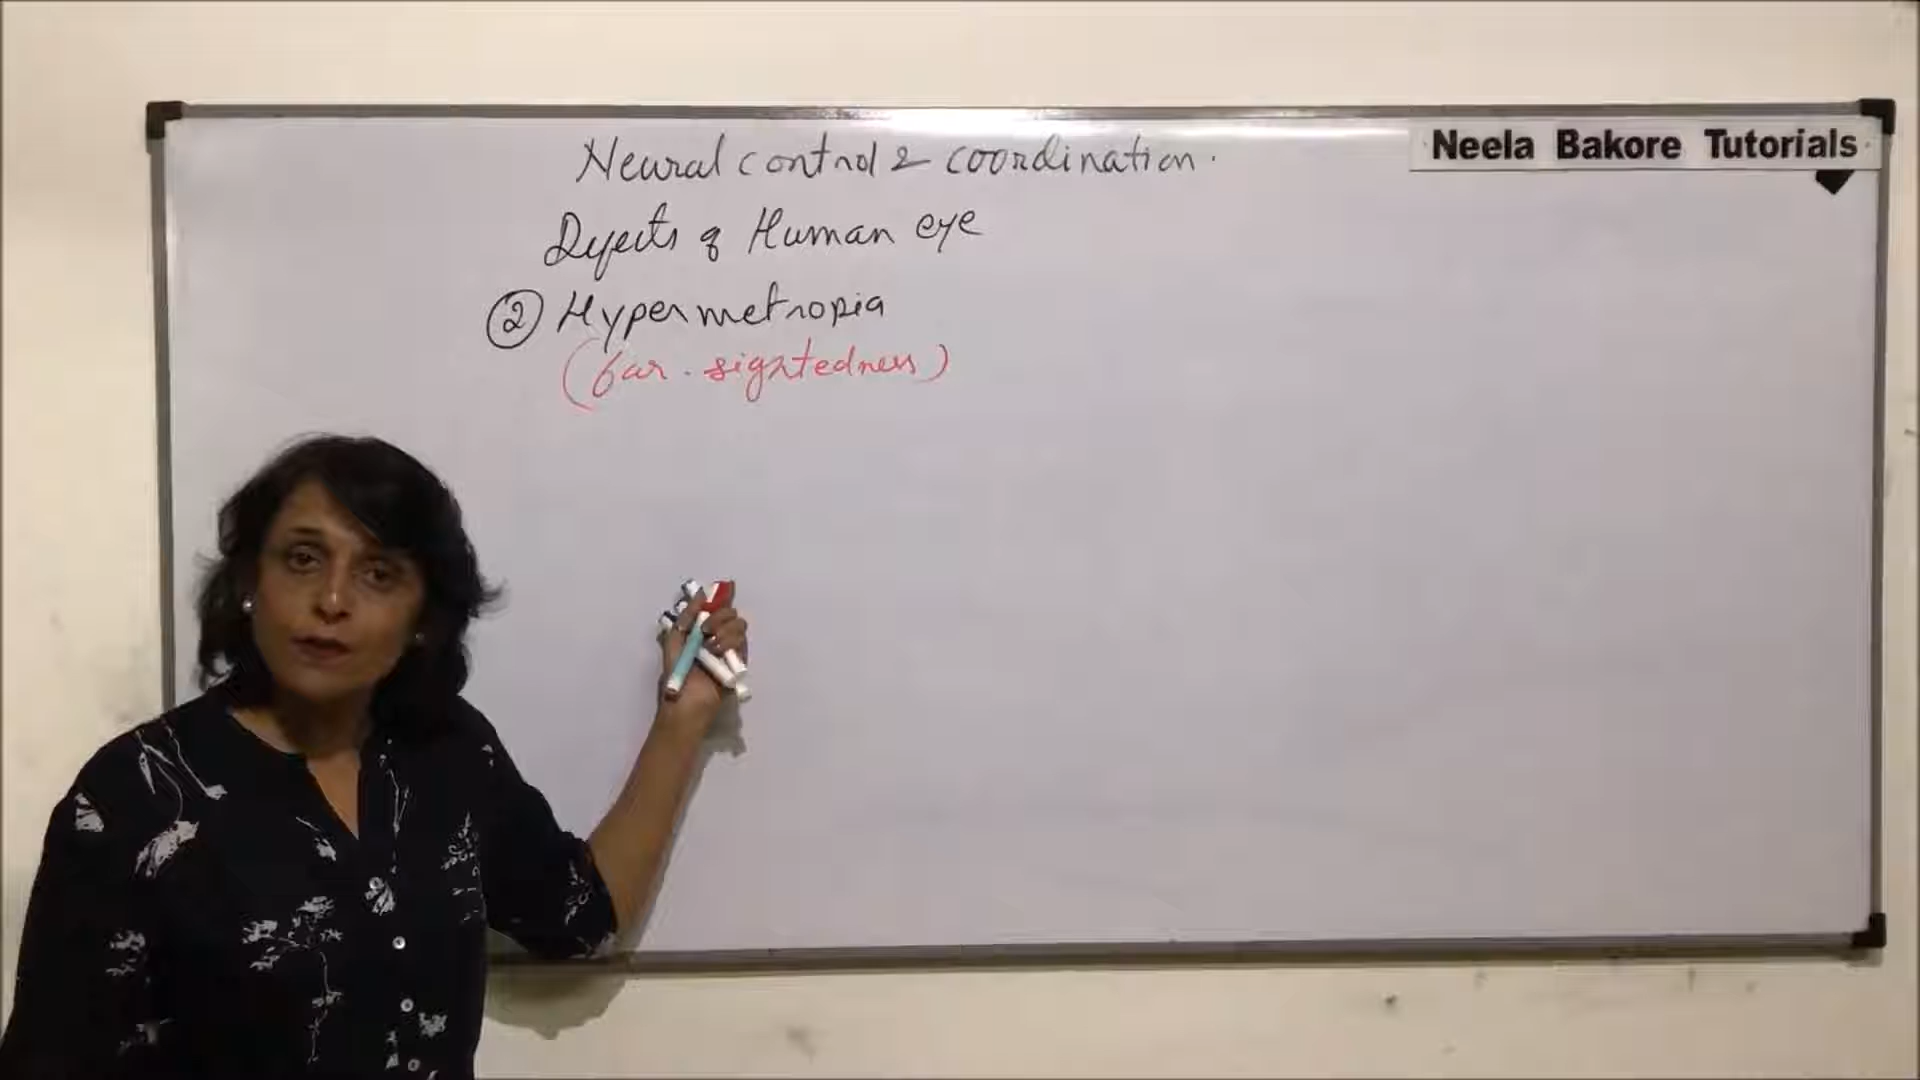 Neural control & coordination.
Neela Bakore Tutorials
Defects of Human eye
② Hypermetropia
(far-sightedness)